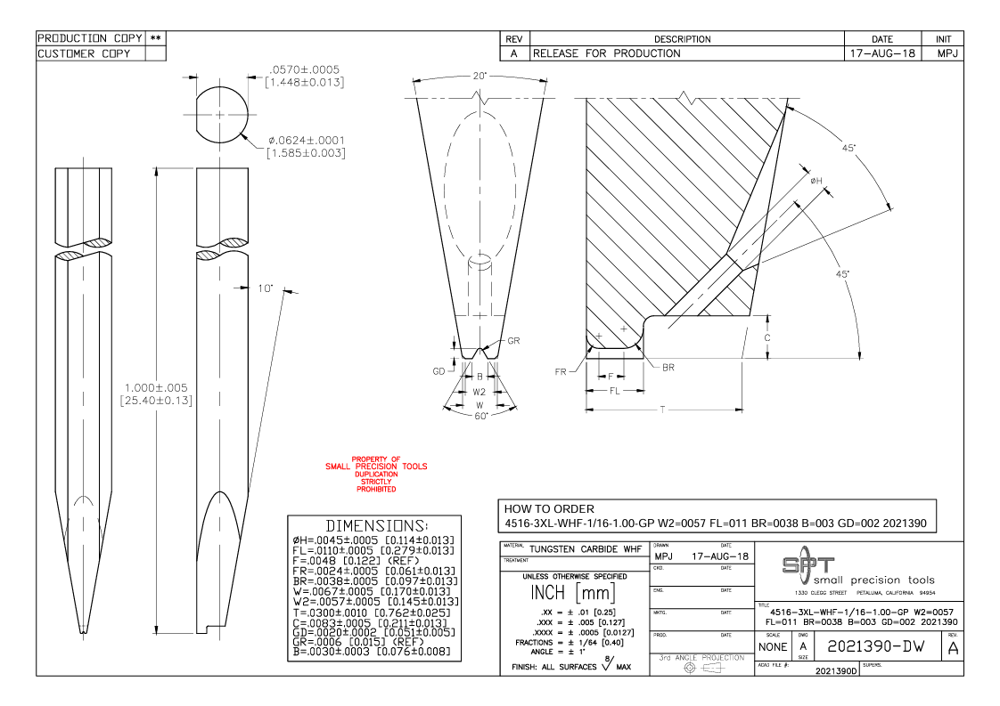 PRODUCTION COPY **
CUSTOMER COPY
REV DESCRIPTION DATE INIT
A RELEASE FOR PRODUCTION 17-AUG-18 MPJ
.0570±.0005
[1.448±0.013]
ø.0624±.0001
[1.585±0.003]
20°
45°
øH
45°
10°
1.000±.005
[25.40±0.13]
GR
GD
B
W2
W
60°
C
FR
BR
F
FL
T
PROPERTY OF
SMALL PRECISION TOOLS
DUPLICATION
STRICTLY
PROHIBITED
DIMENSIONS:
øH=.0045±.0005 [0.114±0.013]
FL=.0110±.0005 [0.279±0.013]
F=.0048 [0.122] (REF)
FR=.0024±.0005 [0.061±0.013]
BR=.0038±.0005 [0.097±0.013]
W=.0067±.0005 [0.170±0.013]
W2=.0057±.0005 [0.145±0.013]
T=.0300±.0010 [0.762±0.025]
C=.0083±.0005 [0.211±0.013]
GD=.0020±.0002 [0.051±0.005]
GR=.0006 [0.015] (REF)
B=.0030±.0003 [0.076±0.008]
HOW TO ORDER
4516-3XL-WHF-1/16-1.00-GP W2=0057 FL=011 BR=0038 B=003 GD=002 2021390
MATERIAL TUNGSTEN CARBIDE WHF
TREATMENT
UNLESS OTHERWISE SPECIFIED
INCH [mm]
.XX = ± .01 [0.25]
.XXX = ± .005 [0.127]
.XXXX = ± .0005 [0.0127]
FRACTIONS = ± 1/64 [0.40]
ANGLE = ± 1°
FINISH: ALL SURFACES 8/ MAX
DRAWN DATE
MPJ 17-AUG-18
CKD. DATE
ENG. DATE
MKTG. DATE
PROD. DATE
3rd ANGLE PROJECTION
SPT
small precision tools
1330 CLEGG STREET PETALUMA, CALIFORNIA 94954
TITLE
4516-3XL-WHF-1/16-1.00-GP W2=0057
FL=011 BR=0038 B=003 GD=002 2021390
SCALE
NONE
DWG
A
SIZE
2021390-DW
REV.
A
ACAD FILE #:
2021390D
SUPERS.